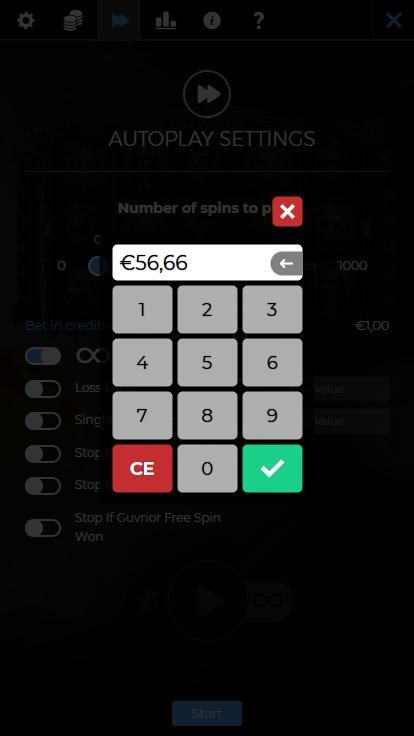 AUTOPLAY SETTINGS
Number of spins to p
0
0
1000
€56,66
1 2 3
4 5 6
7 8 9
CE 0
Bet in credit
€1,00
Loss
Value
Single
Value
Stop
Stop
Stop If Guvnor Free Spin
Won
Start